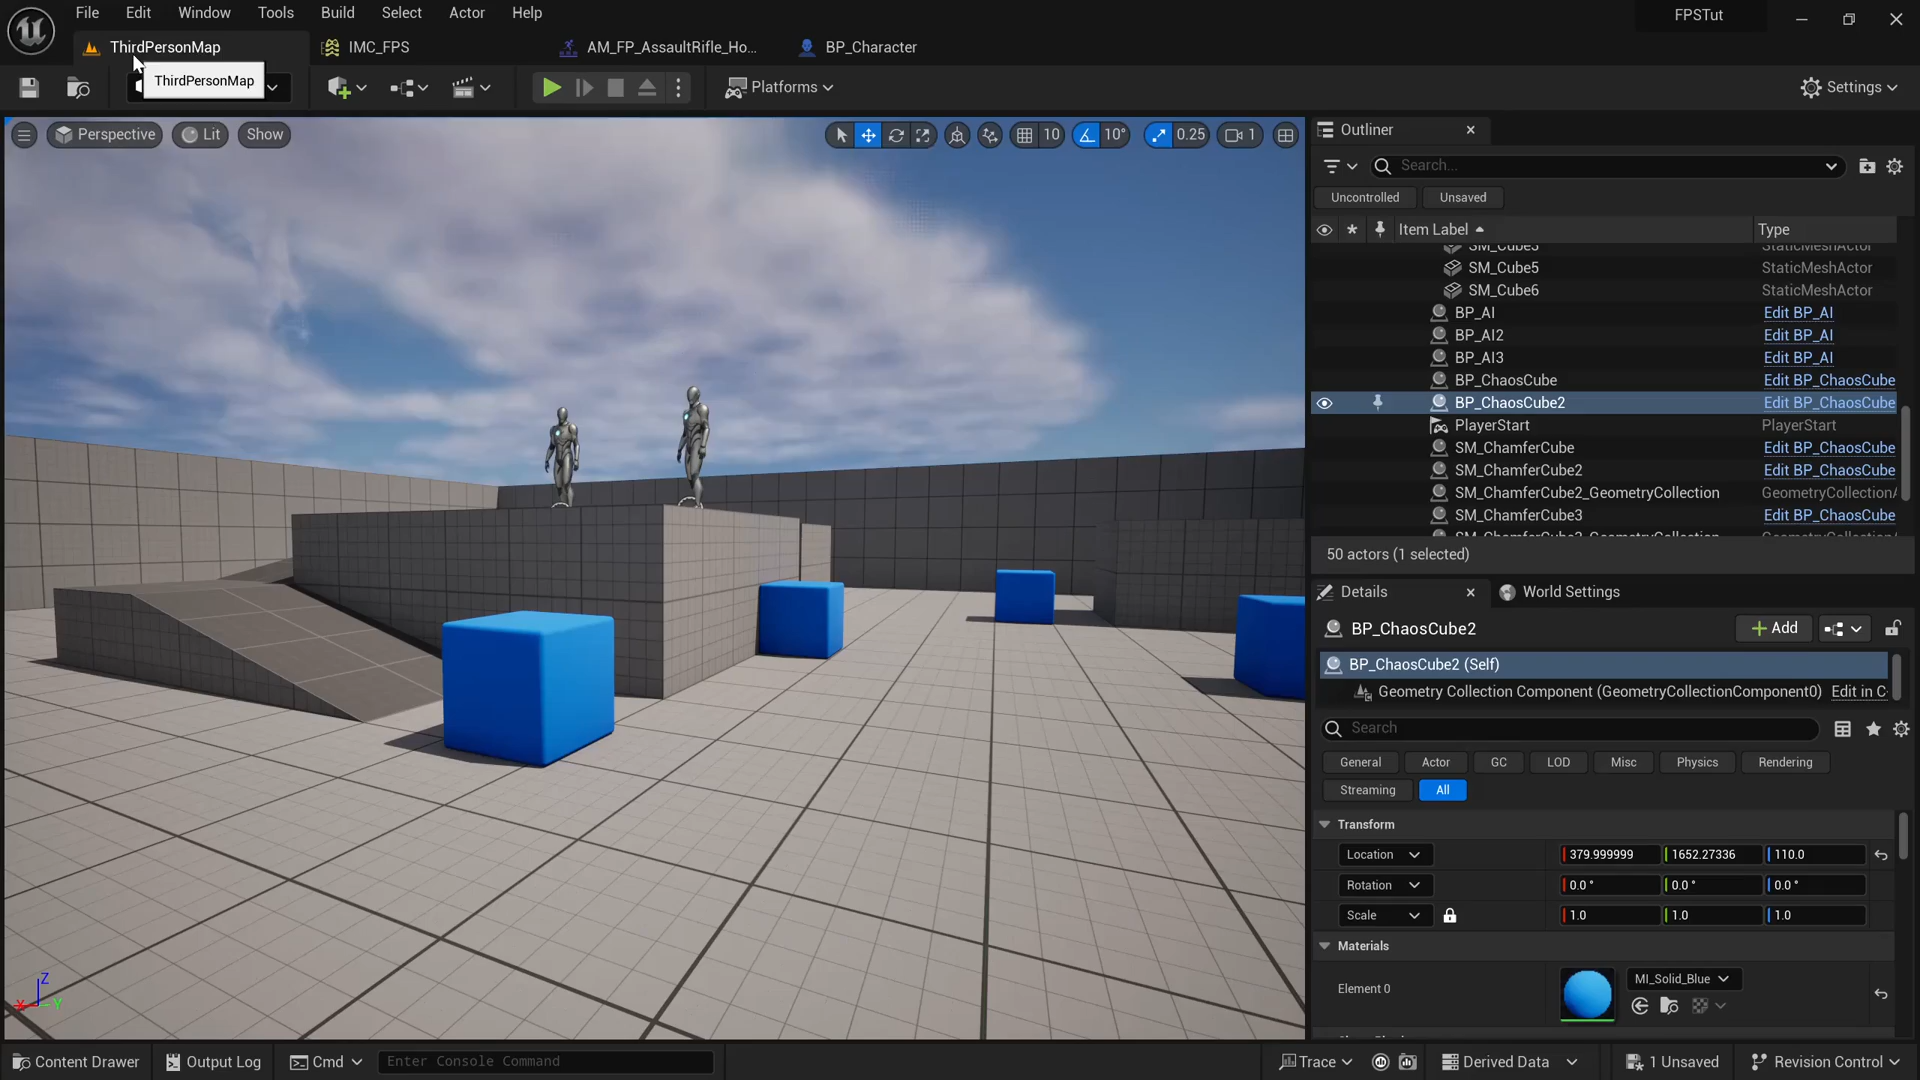 File Edit Window Tools Build Select Actor Help
FPSTut
ThirdPersonMap IMC_FPS AM_FP_AssaultRifle_Ho... BP_Character
ThirdPersonMap
Platforms
Settings
Perspective Lit Show
10 10° 0.25 1
Outliner
Search...
Uncontrolled Unsaved
Item Label Type
SM_Cube3 StaticMeshActor
SM_Cube5 StaticMeshActor
SM_Cube6 StaticMeshActor
BP_AI Edit BP_AI
BP_AI2 Edit BP_AI
BP_AI3 Edit BP_AI
BP_ChaosCube Edit BP_ChaosCube
BP_ChaosCube2 Edit BP_ChaosCube
PlayerStart PlayerStart
SM_ChamferCube Edit BP_ChaosCube
SM_ChamferCube2 Edit BP_ChaosCube
SM_ChamferCube2_GeometryCollection GeometryCollectionA
SM_ChamferCube3 Edit BP_ChaosCube
50 actors (1 selected)
Details World Settings
BP_ChaosCube2
Add
BP_ChaosCube2 (Self)
Geometry Collection Component (GeometryCollectionComponent0) Edit in C
Search
General Actor GC LOD Misc Physics Rendering
Streaming All
Transform
Location 379.999999 1652.27336 110.0
Rotation 0.0 ° 0.0 ° 0.0 °
Scale 1.0 1.0 1.0
Materials
Element 0 MI_Solid_Blue
Z
X Y
Content Drawer Output Log Cmd Enter Console Command Trace Derived Data 1 Unsaved Revision Control